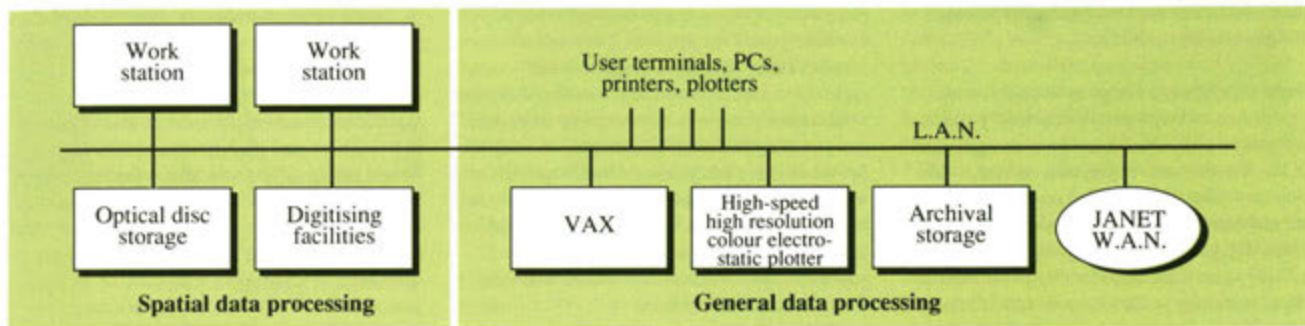 Work
station
Work
station
User terminals, PCs,
printers, plotters
L.A.N.
Optical disc
storage
Digitising
facilities
VAX
High-speed
high resolution
colour electro-
static plotter
Archival
storage
JANET
W.A.N.
Spatial data processing
General data processing